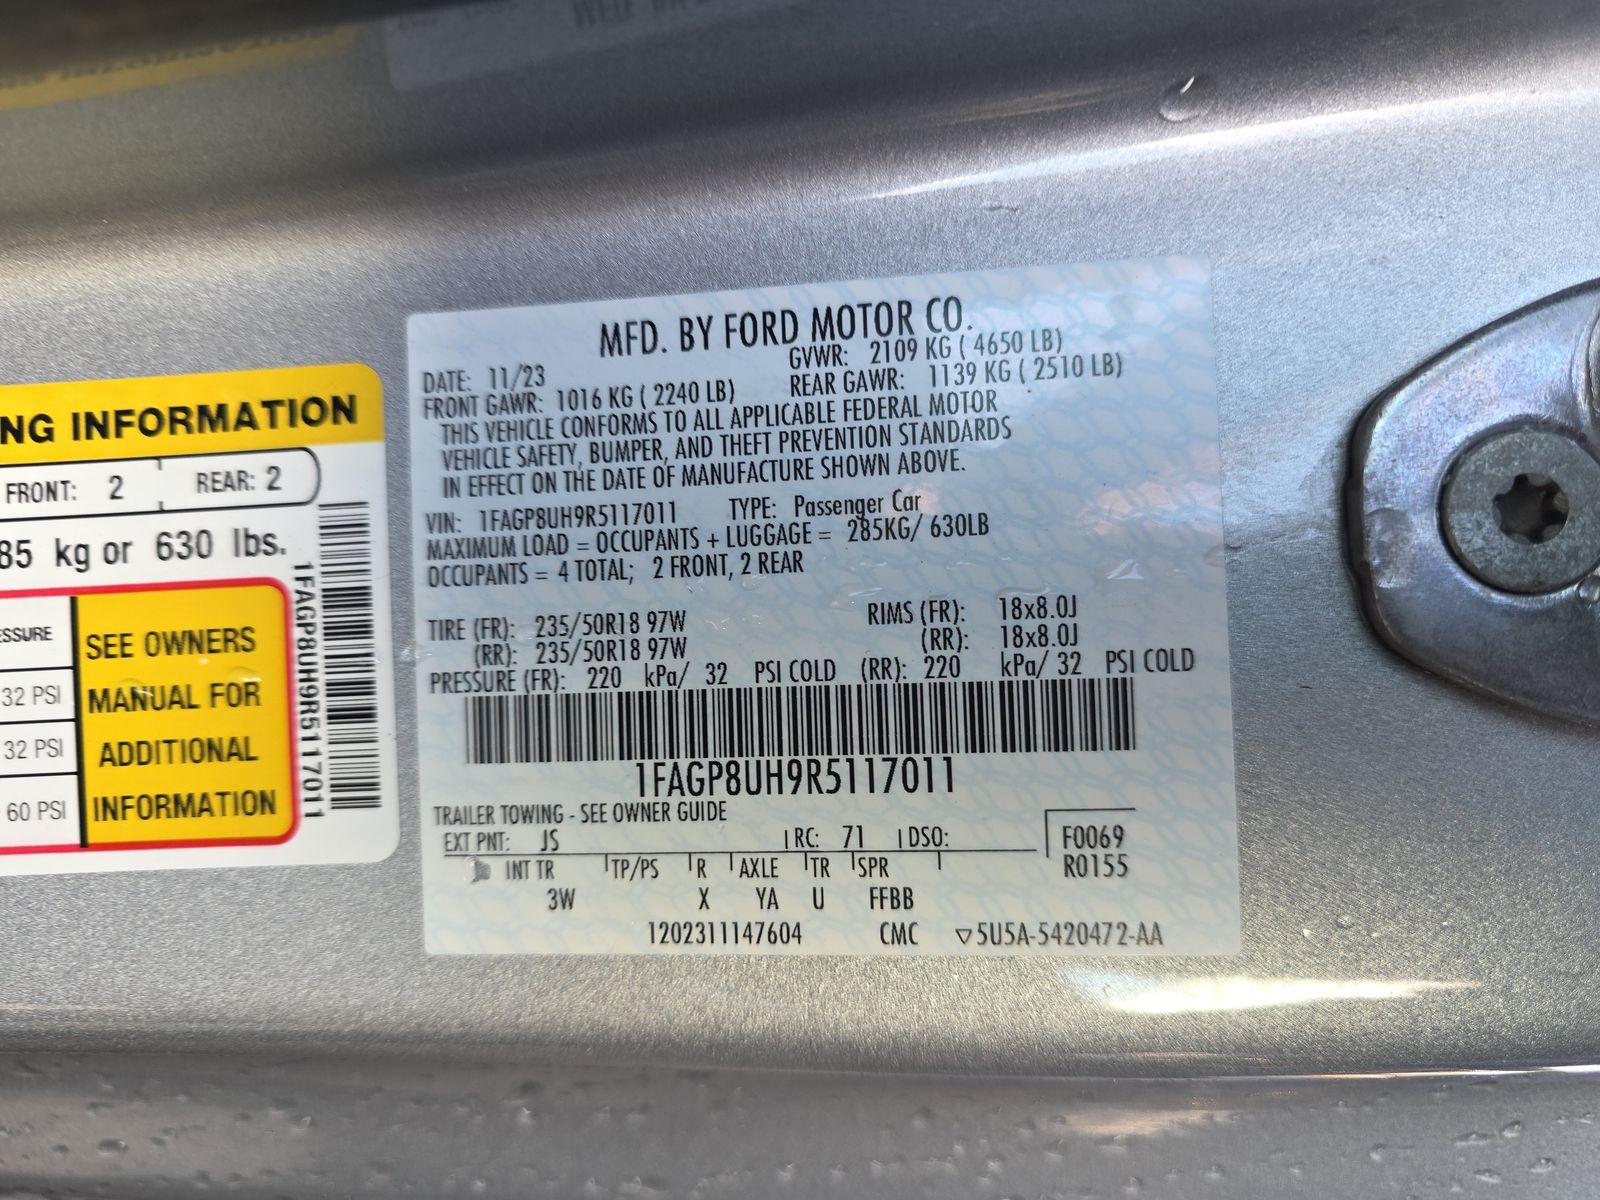 NG INFORMATION
FRONT: 2 REAR: 2
85 kg or 630 lbs.
ESSURE
32 PSI
32 PSI
60 PSI
SEE OWNERS
MANUAL FOR
ADDITIONAL
INFORMATION
1FAGP8UH9R5117011
MFD. BY FORD MOTOR CO.
DATE: 11/23 GVWR: 2109 KG ( 4650 LB)
FRONT GAWR: 1016 KG ( 2240 LB) REAR GAWR: 1139 KG ( 2510 LB)
THIS VEHICLE CONFORMS TO ALL APPLICABLE FEDERAL MOTOR
VEHICLE SAFETY, BUMPER, AND THEFT PREVENTION STANDARDS
IN EFFECT ON THE DATE OF MANUFACTURE SHOWN ABOVE.
VIN: 1FAGP8UH9R5117011 TYPE: Passenger Car
MAXIMUM LOAD = OCCUPANTS + LUGGAGE = 285KG/ 630LB
OCCUPANTS = 4 TOTAL; 2 FRONT, 2 REAR
TIRE (FR): 235/50R18 97W RIMS (FR): 18x8.0J
(RR): 235/50R18 97W (RR): 18x8.0J
PRESSURE (FR): 220 kPa/ 32 PSI COLD (RR): 220 kPa/ 32 PSI COLD
1FAGP8UH9R5117011
TRAILER TOWING - SEE OWNER GUIDE
EXT PNT: JS RC: 71 DSO: F0069
INT TR TP/PS R AXLE TR SPR R0155
3W X YA U FFBB
1202311147604 CMC ▽5U5A-5420472-AA